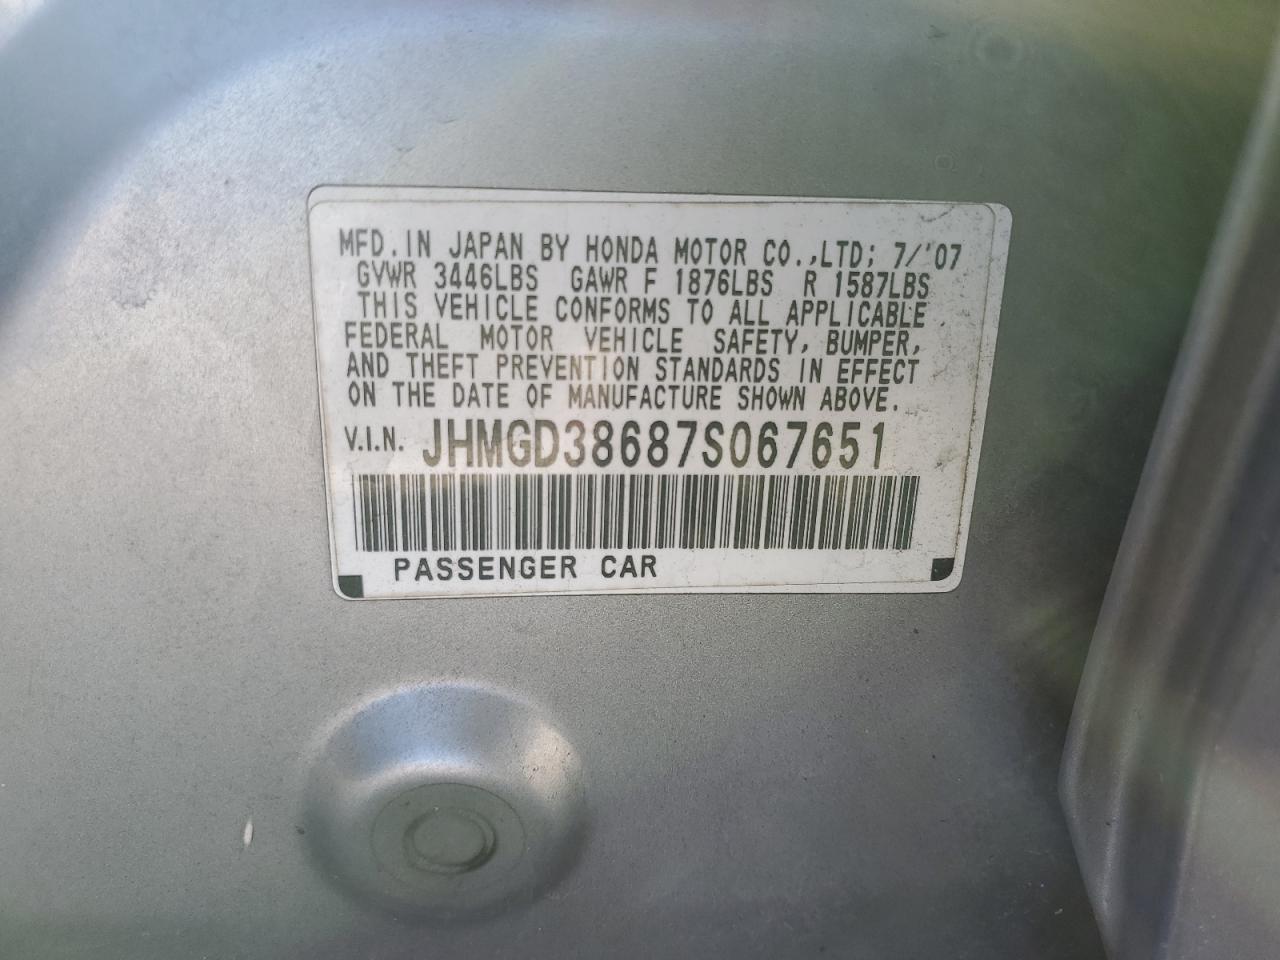 MFD.IN JAPAN BY HONDA MOTOR CO.,LTD; 7/'07
GVWR 3446LBS GAWR F 1876LBS R 1587LBS
THIS VEHICLE CONFORMS TO ALL APPLICABLE
FEDERAL MOTOR VEHICLE SAFETY, BUMPER,
AND THEFT PREVENTION STANDARDS IN EFFECT
ON THE DATE OF MANUFACTURE SHOWN ABOVE.
V.I.N. JHMGD38687S067651
PASSENGER CAR